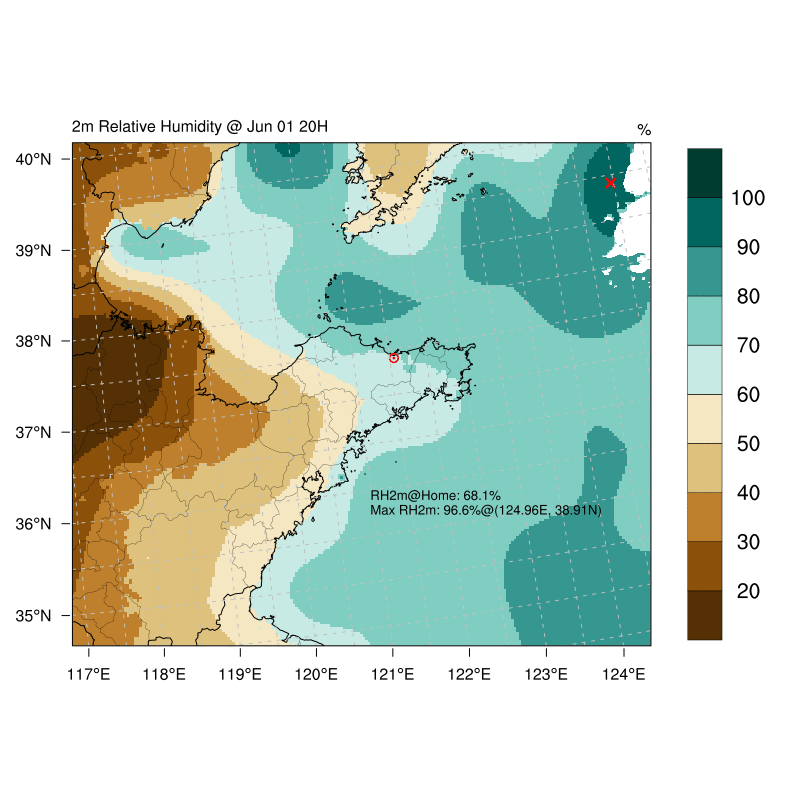 2m Relative Humidity @ Jun 01 20H
%
40°N
39°N
38°N
37°N
36°N
35°N
117°E
118°E
119°E
120°E
121°E
122°E
123°E
124°E
RH2m@Home: 68.1%
Max RH2m: 96.6%@(124.96E, 38.91N)
100
90
80
70
60
50
40
30
20